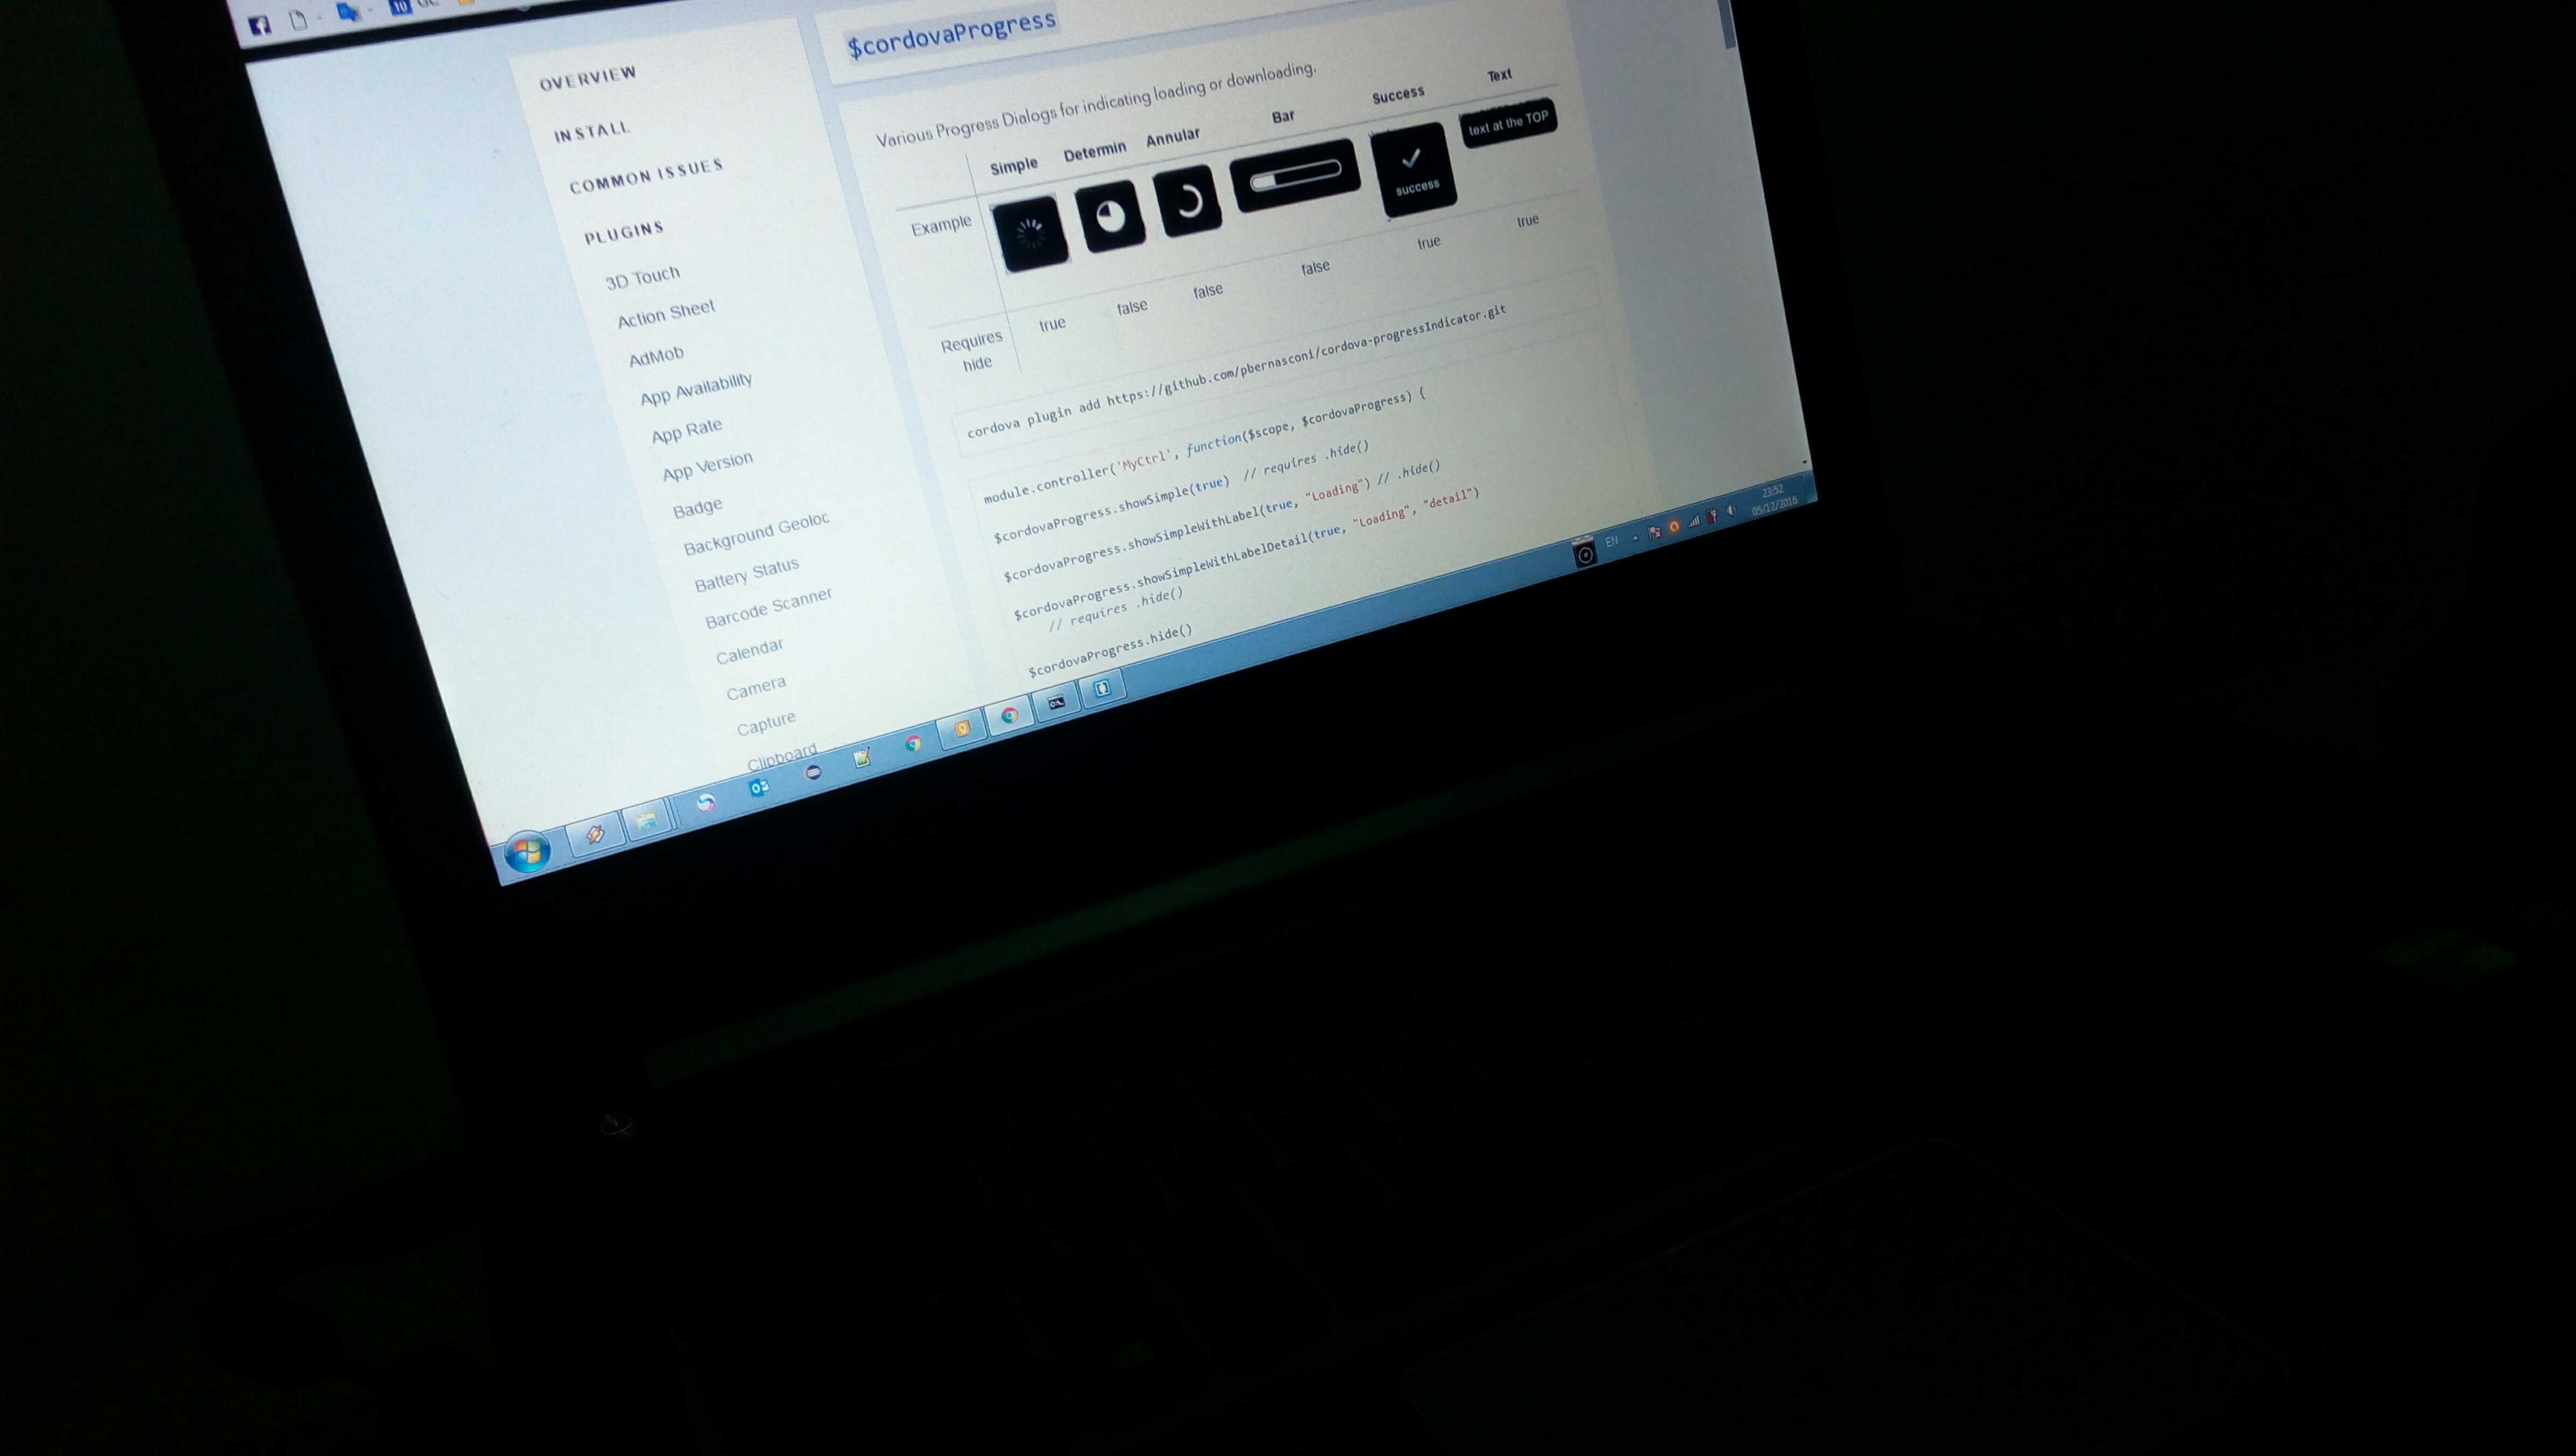 $cordovaProgress
OVERVIEW
INSTALL
COMMON ISSUES
PLUGINS
3D Touch
Action Sheet
AdMob
App Availability
App Rate
App Version
Badge
Background Geoloc
Battery Status
Barcode Scanner
Calendar
Camera
Capture
Clipboard
Various Progress Dialogs for indicating loading or downloading.
Simple Determin Annular Bar Success Text
Example
success
text at the TOP
Requires hide true false false false true true
cordova plugin add https://github.com/pbernasconi/cordova-progressIndicator.git
module.controller('MyCtrl', function($scope, $cordovaProgress) {
$cordovaProgress.showSimple(true) // requires .hide()
$cordovaProgress.showSimpleWithLabel(true, "Loading") // .hide()
$cordovaProgress.showSimpleWithLabelDetail(true, "Loading", "detail")
// requires .hide()
$cordovaProgress.hide()
EN
23:52
05/12/2016